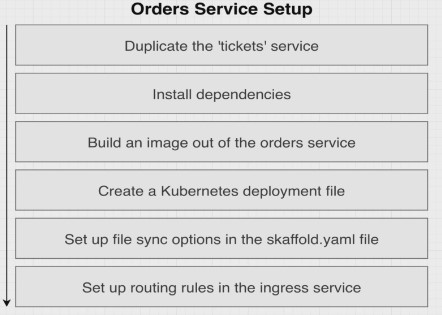 Orders Service Setup
Duplicate the 'tickets' service
Install dependencies
Build an image out of the orders service
Create a Kubernetes deployment file
Set up file sync options in the skaffold.yaml file
Set up routing rules in the ingress service